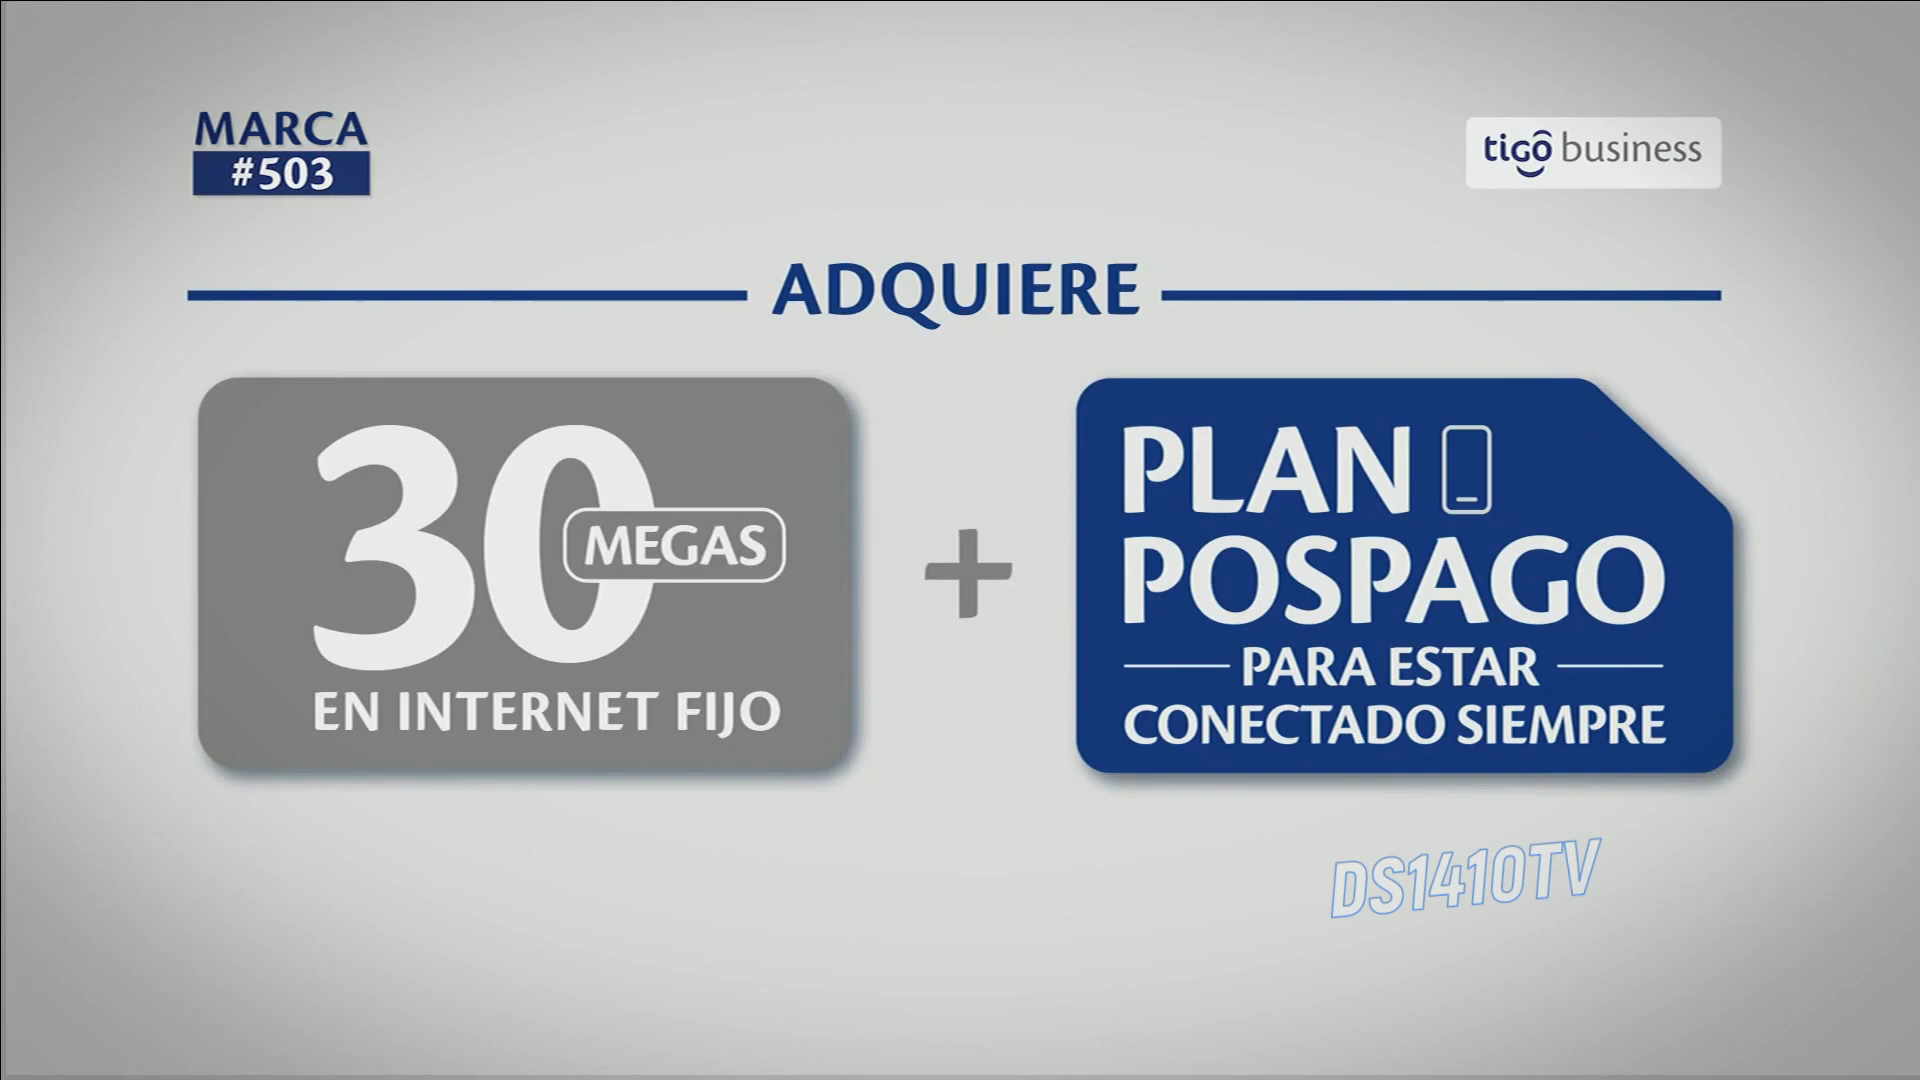 MARCA
#503
tigo business
ADQUIERE
30 MEGAS
EN INTERNET FIJO
+
PLAN
POSPAGO
PARA ESTAR
CONECTADO SIEMPRE
DS1410TV